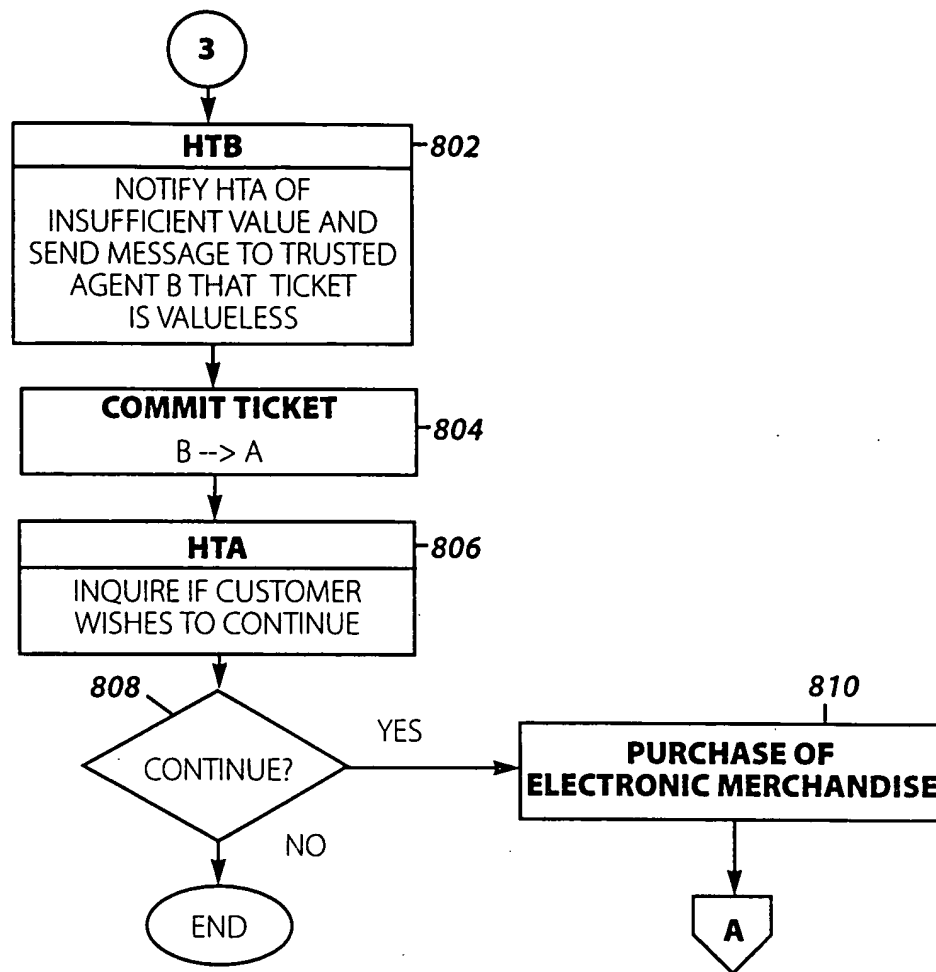 3
HTB
802
NOTIFY HTA OF
INSUFFICIENT VALUE AND
SEND MESSAGE TO TRUSTED
AGENT B THAT TICKET
IS VALUELESS
COMMIT TICKET
804
B --> A
HTA
806
INQUIRE IF CUSTOMER
WISHES TO CONTINUE
808
CONTINUE?
YES
810
PURCHASE OF
ELECTRONIC MERCHANDISE
NO
END
A